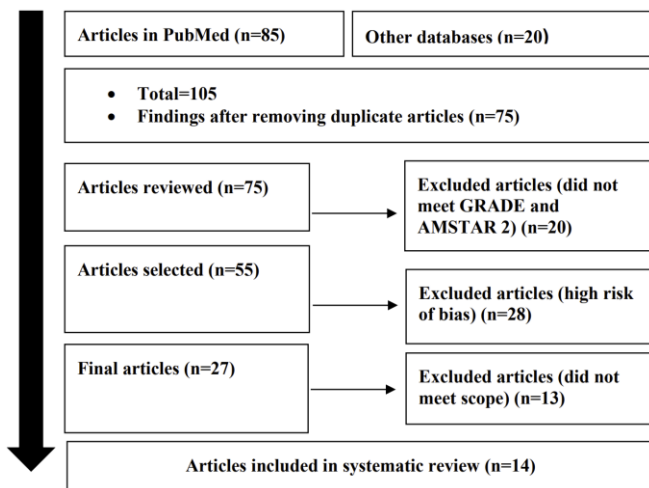 Articles in PubMed (n=85)
Other databases (n=20)
• Total=105
• Findings after removing duplicate articles (n=75)
Articles reviewed (n=75)
Excluded articles (did not
meet GRADE and
AMSTAR 2) (n=20)
Articles selected (n=55)
Excluded articles (high risk
of bias) (n=28)
Final articles (n=27)
Excluded articles (did not
meet scope) (n=13)
Articles included in systematic review (n=14)